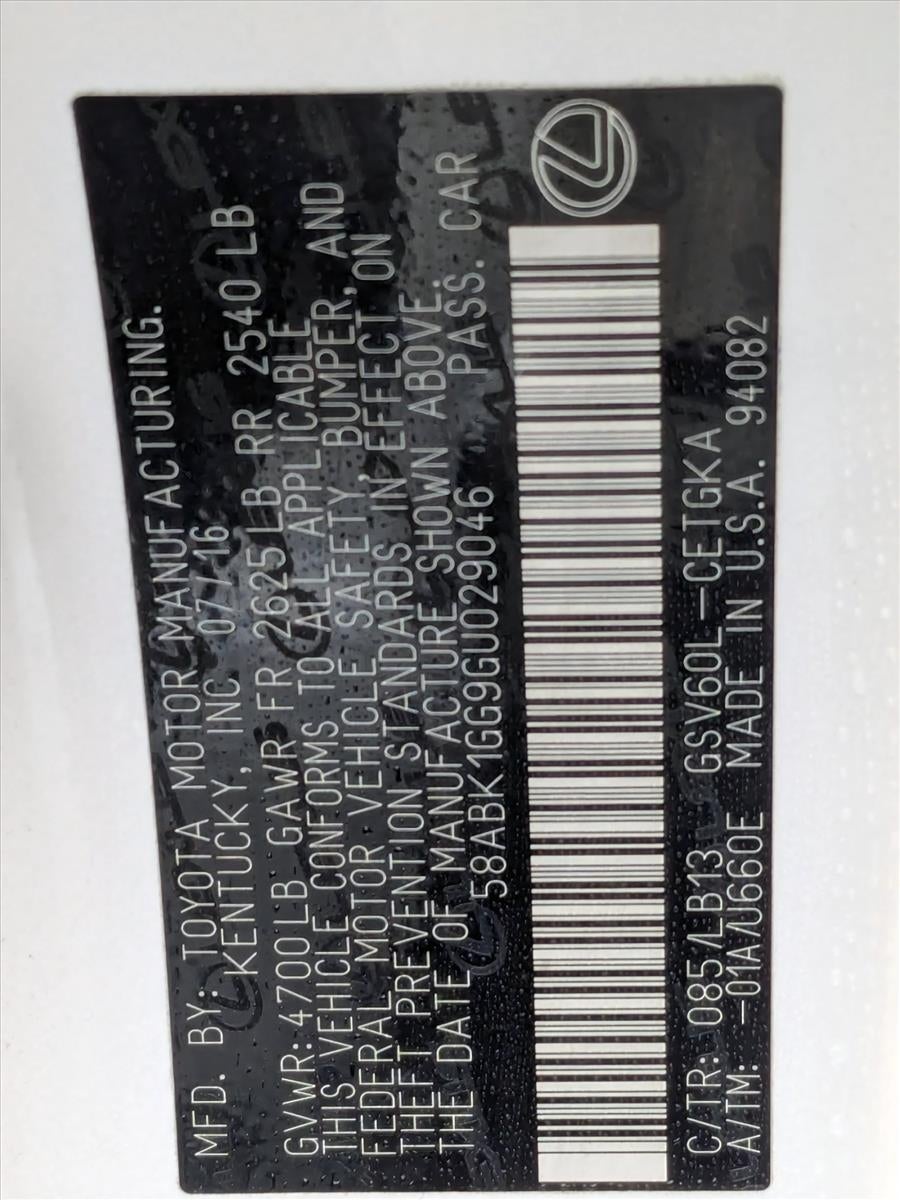 MFD. BY: TOYOTA MOTOR MANUFACTURING.
KENTUCKY, INC 07/16
GVWR:4700LB GAWR FR 2625LB RR 2540LB
THIS VEHICLE CONFORMS TO ALL APPLICABLE
FEDERAL MOTOR VEHICLE SAFETY, BUMPER, AND
THEFT PREVENTION STANDARDS IN EFFECT ON
THE DATE OF MANUFACTURE SHOWN ABOVE.
58ABK1GG9GU029046 PASS. CAR
C/TR: 085/LB13 GSV60L-CETGKA
A/TM: -01A/U660E MADE IN U.S.A. 94082